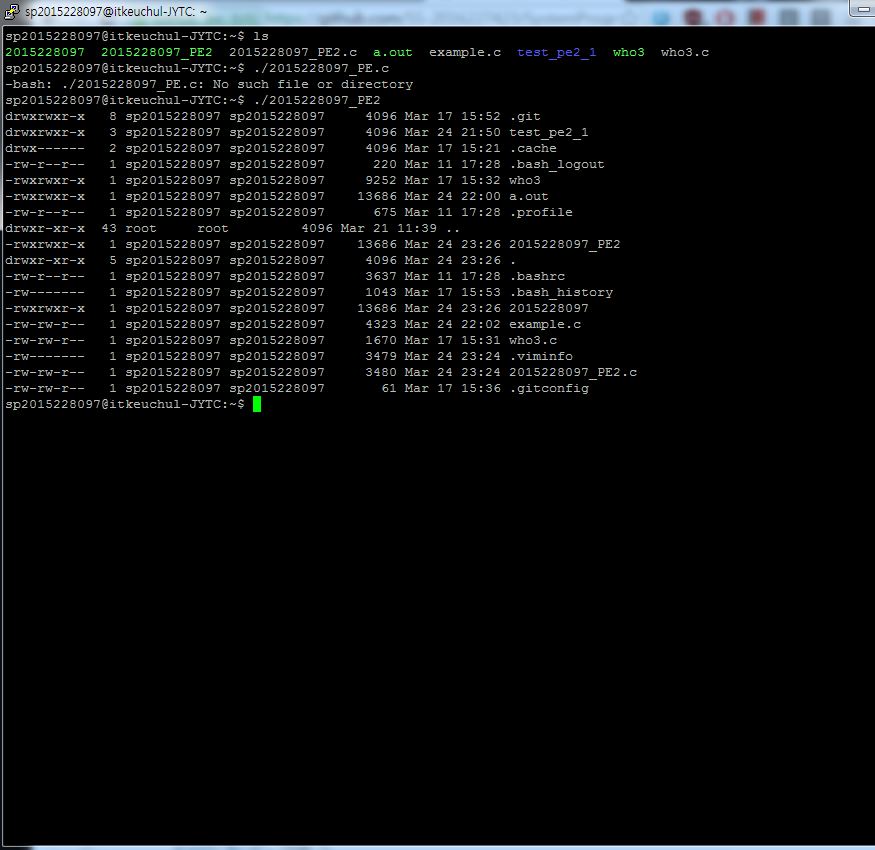 sp2015228097@itkeuchul-JYTC: ~
sp2015228097@itkeuchul-JYTC:~$ ls
2015228097  2015228097_PE2  2015228097_PE2.c  a.out  example.c  test_pe2_1  who3  who3.c
sp2015228097@itkeuchul-JYTC:~$ ./2015228097_PE.c
-bash: ./2015228097_PE.c: No such file or directory
sp2015228097@itkeuchul-JYTC:~$ ./2015228097_PE2
drwxrwxr-x   8 sp2015228097 sp2015228097     4096 Mar 17 15:52 .git
drwxrwxr-x   3 sp2015228097 sp2015228097     4096 Mar 24 21:50 test_pe2_1
drwx------   2 sp2015228097 sp2015228097     4096 Mar 17 15:21 .cache
-rw-r--r--   1 sp2015228097 sp2015228097      220 Mar 11 17:28 .bash_logout
-rwxrwxr-x   1 sp2015228097 sp2015228097     9252 Mar 17 15:32 who3
-rwxrwxr-x   1 sp2015228097 sp2015228097    13686 Mar 24 22:00 a.out
-rw-r--r--   1 sp2015228097 sp2015228097      675 Mar 11 17:28 .profile
drwxr-xr-x  43 root     root         4096 Mar 21 11:39 ..
-rwxrwxr-x   1 sp2015228097 sp2015228097    13686 Mar 24 23:26 2015228097_PE2
drwxr-xr-x   5 sp2015228097 sp2015228097     4096 Mar 24 23:26 .
-rw-r--r--   1 sp2015228097 sp2015228097     3637 Mar 11 17:28 .bashrc
-rw-------   1 sp2015228097 sp2015228097     1043 Mar 17 15:53 .bash_history
-rwxrwxr-x   1 sp2015228097 sp2015228097    13686 Mar 24 23:26 2015228097
-rw-rw-r--   1 sp2015228097 sp2015228097     4323 Mar 24 22:02 example.c
-rw-rw-r--   1 sp2015228097 sp2015228097     1670 Mar 17 15:31 who3.c
-rw-------   1 sp2015228097 sp2015228097     3479 Mar 24 23:24 .viminfo
-rw-rw-r--   1 sp2015228097 sp2015228097     3480 Mar 24 23:24 2015228097_PE2.c
-rw-rw-r--   1 sp2015228097 sp2015228097       61 Mar 17 15:36 .gitconfig
sp2015228097@itkeuchul-JYTC:~$